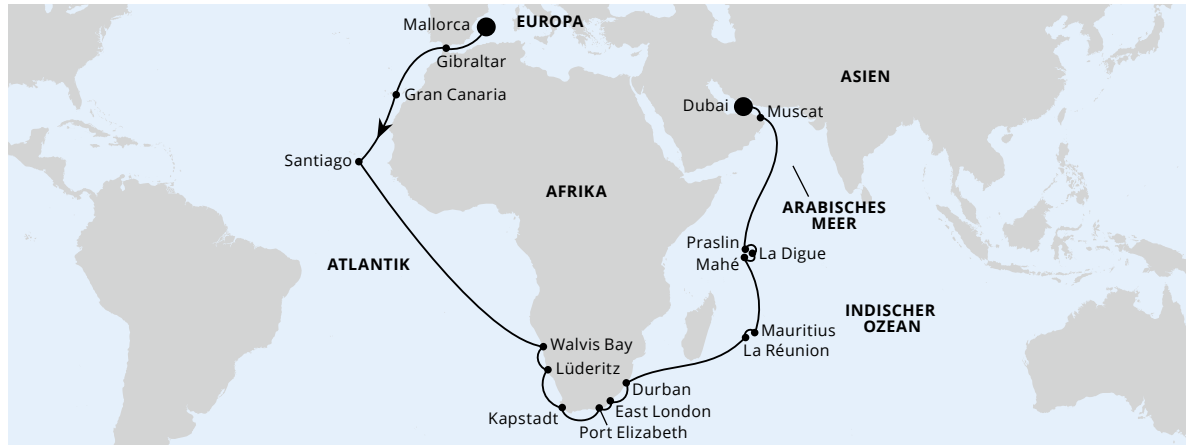 Mallorca
EUROPA
Gibraltar
ASIEN
Gran Canaria
Dubai
Muscat
Santiago
AFRIKA
ARABISCHES
MEER
Praslin
La Digue
Mahé
ATLANTIK
INDISCHER
OZEAN
Mauritius
La Réunion
Walvis Bay
Lüderitz
Durban
East London
Kapstadt
Port Elizabeth